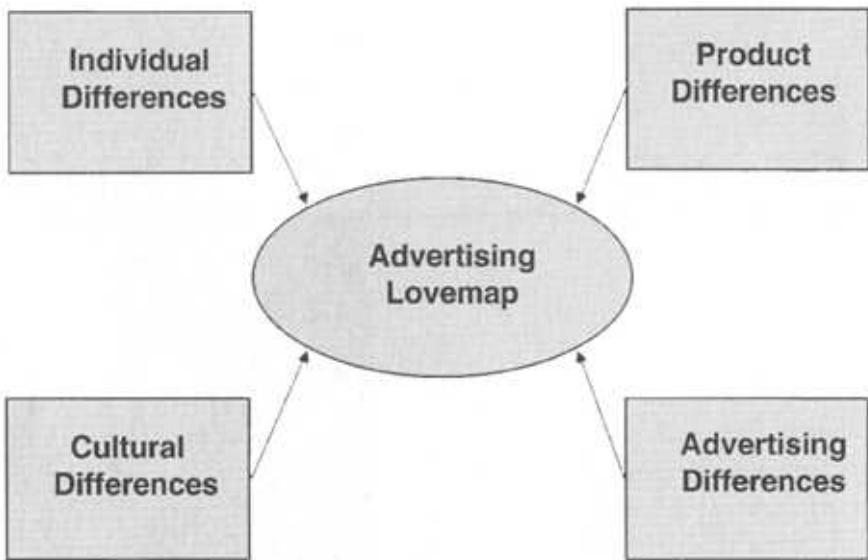 Individual
Differences
Product
Differences
Advertising
Lovemap
Cultural
Differences
Advertising
Differences